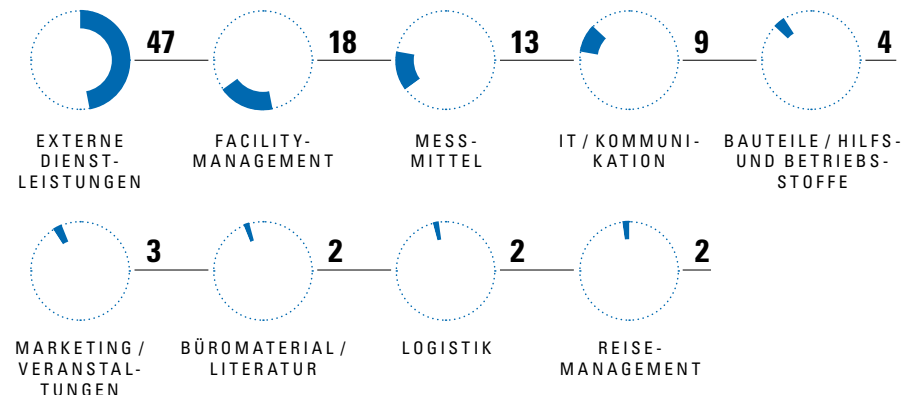 47
18
13
9
4
EXTERNE
DIENST-
LEISTUNGEN
FACILITY-
MANAGEMENT
MESS-
MITTEL
IT / KOMMUNI-
KATION
BAUTEILE / HILFS-
UND BETRIEBS-
STOFFE
3
2
2
2
MARKETING /
VERANSTAL-
TUNGEN
BÜROMATERIAL /
LITERATUR
LOGISTIK
REISE-
MANAGEMENT